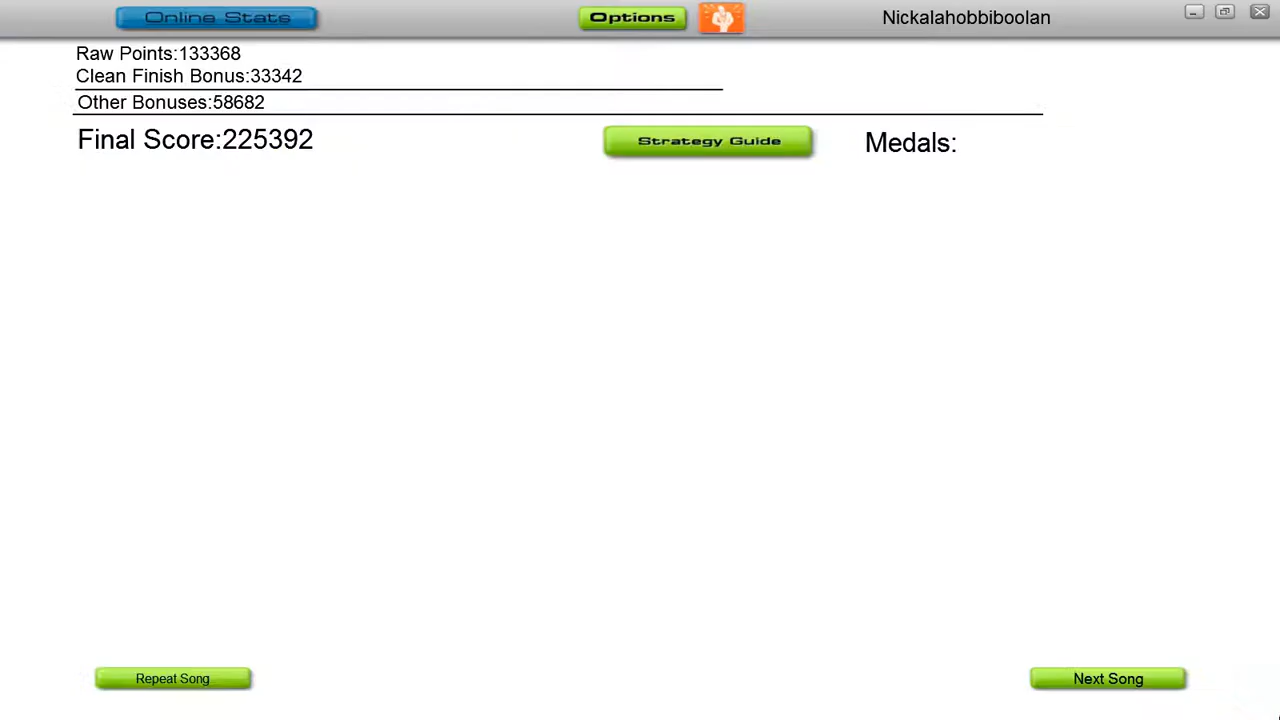 Online Stats
Options
Nickalahobbiboolan
Raw Points:133368
Clean Finish Bonus:33342
Other Bonuses:58682
Final Score:225392
Strategy Guide
Medals:
Repeat Song
Next Song